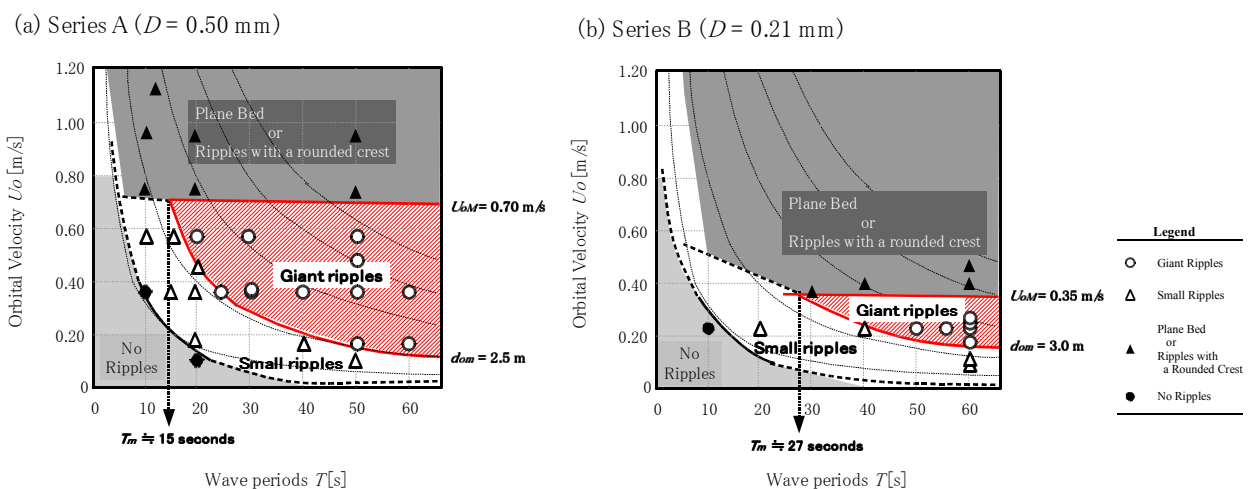 (a) Series A (D = 0.50 mm)
1.20
1.00
0.80
0.60
0.40
0.20
0
Orbital Velocity Uo [m/s]
Plane Bed
or
Ripples with a rounded crest
UoM = 0.70 m/s
Giant ripples
No
Ripples
Small ripples
dom = 2.5 m
0 10 20 30 40 50 60
Tm ≒ 15 seconds
Wave periods T[s]
(b) Series B (D = 0.21 mm)
1.20
1.00
0.80
0.60
0.40
0.20
0
Orbital Velocity Uo [m/s]
Plane Bed
or
Ripples with a rounded crest
UoM = 0.35 m/s
Giant ripples
No
Ripples
Small ripples
dom = 3.0 m
0 10 20 30 40 50 60
Tm ≒ 27 seconds
Wave periods T[s]
Legend
Giant Ripples
Small Ripples
Plane Bed
or
Ripples with
a Rounded Crest
No Ripples